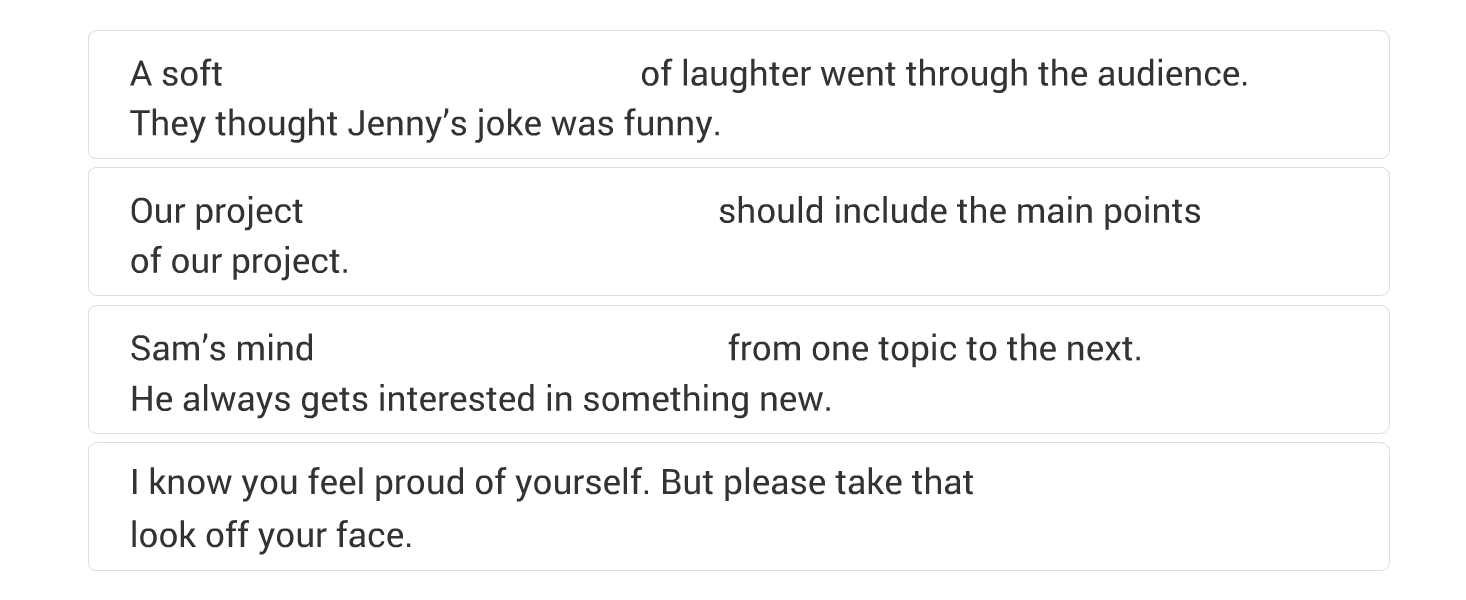 A soft of laughter went through the audience.
They thought Jenny’s joke was funny.
Our project should include the main points
of our project.
Sam’s mind from one topic to the next.
He always gets interested in something new.
I know you feel proud of yourself. But please take that
look off your face.